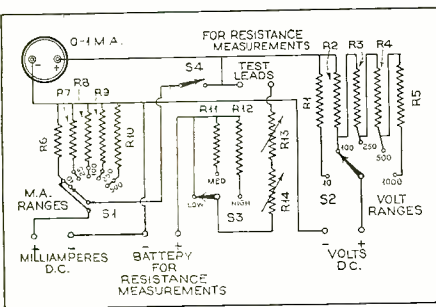 0-1 M.A.
FOR RESISTANCE
MEASUREMENTS
TEST
LEADS
S4
R2
R3
R4
R8
R7
R9
R1
R5
R6
R10
R11
R12
R13
R14
100
250
500
MED
LOW
HIGH
10
1000
M.A.
RANGES
S1
S3
S2
VOLT
RANGES
+
-
-
+
-
+
MILLIAMPERES
D.C.
BATTERY
FOR
RESISTANCE
MEASUREMENTS
VOLTS
D.C.